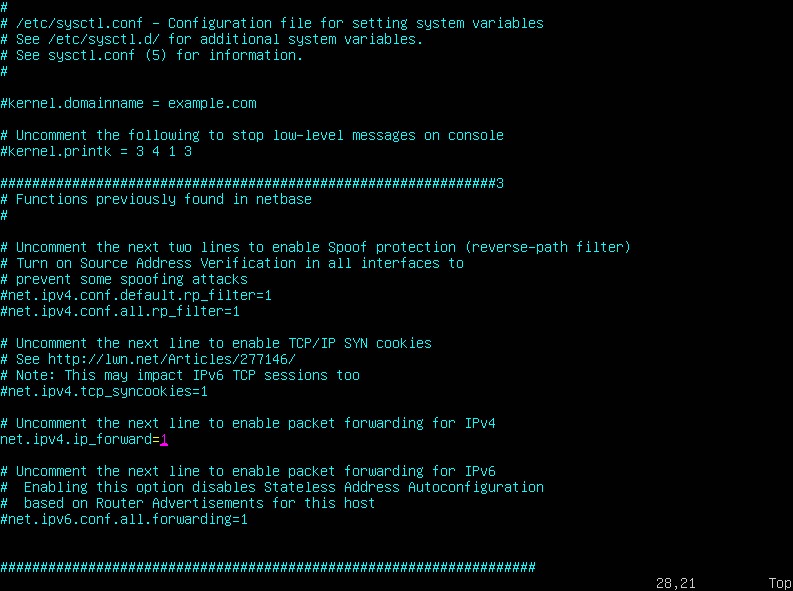 #
# /etc/sysctl.conf - Configuration file for setting system variables
# See /etc/sysctl.d/ for additional system variables.
# See sysctl.conf (5) for information.
#
#kernel.domainname = example.com
# Uncomment the following to stop low-level messages on console
#kernel.printk = 3 4 1 3
##############################################################3
# Functions previously found in netbase
#
# Uncomment the next two lines to enable Spoof protection (reverse-path filter)
# Turn on Source Address Verification in all interfaces to
# prevent some spoofing attacks
#net.ipv4.conf.default.rp_filter=1
#net.ipv4.conf.all.rp_filter=1
# Uncomment the next line to enable TCP/IP SYN cookies
# See http://lwn.net/Articles/277146/
# Note: This may impact IPv6 TCP sessions too
#net.ipv4.tcp_syncookies=1
# Uncomment the next line to enable packet forwarding for IPv4
net.ipv4.ip_forward=1
# Uncomment the next line to enable packet forwarding for IPv6
#  Enabling this option disables Stateless Address Autoconfiguration
#  based on Router Advertisements for this host
#net.ipv6.conf.all.forwarding=1
###################################################################
28,21 Top